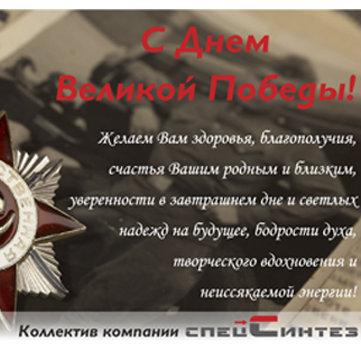 С Днем
Великой Победы!
Желаем Вам здоровья, благополучия,
счастья Вашим родным и близким,
уверенности в завтрашнем дне и светлых
надежд на будущее, бодрости духа,
творческого вдохновения и
неиссякаемой энергии!
СТВЕННАЯ
Коллектив компании СПЕЦСИНТЕЗ